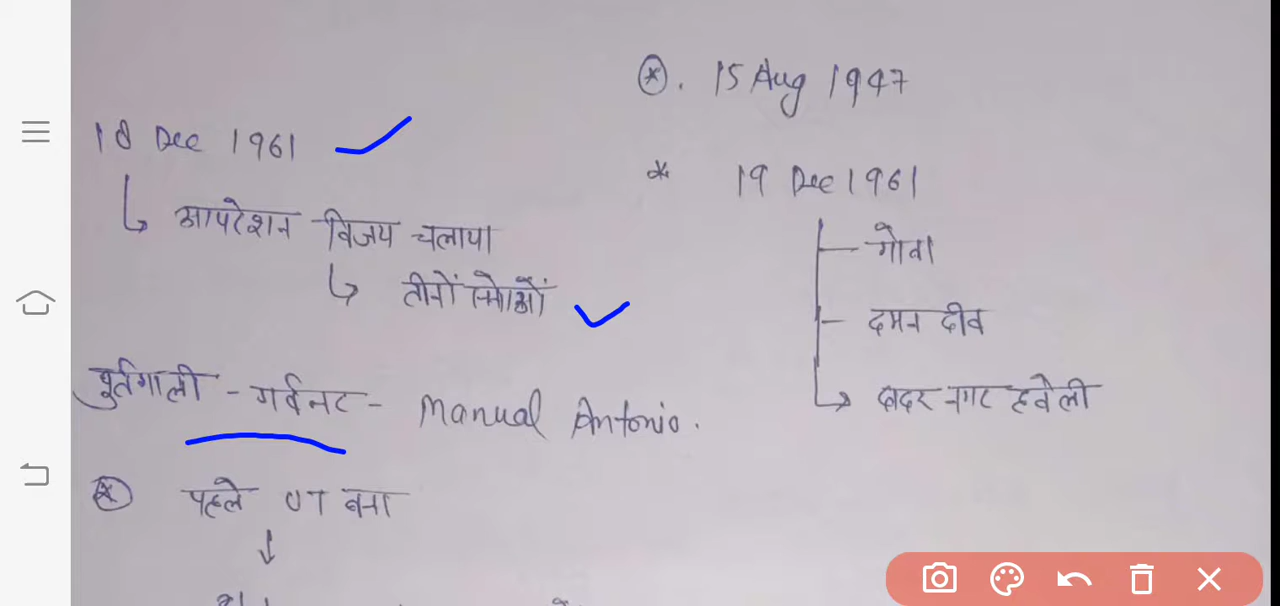 ⊛. 15 Aug 1947
18 Dec 1961
* 19 Dec 1961
आपरेशन विजय चलाया
गोवा
तीनों सेनाओं
दमन दीव
पुर्तगाली - गर्वनर - Manual Antonio.
दादर नगर हवेली
⊛ पहले UT बना